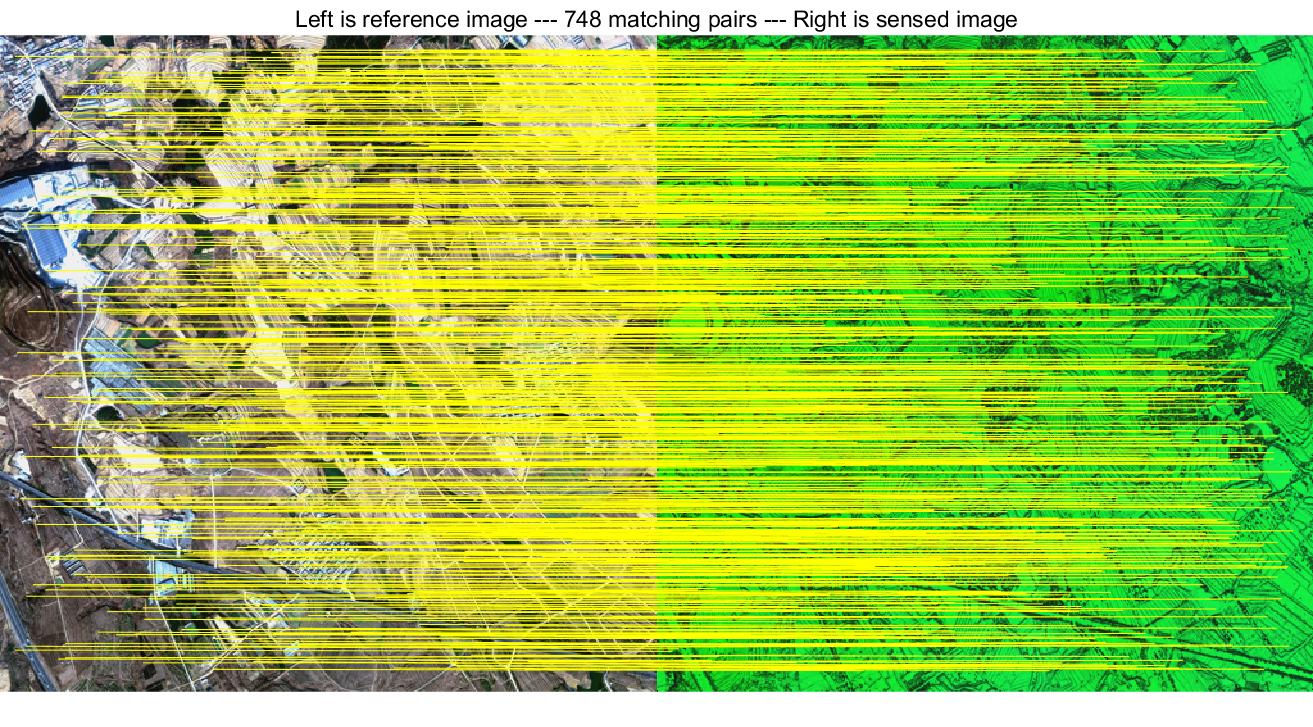 Left is reference image --- 748 matching pairs --- Right is sensed image